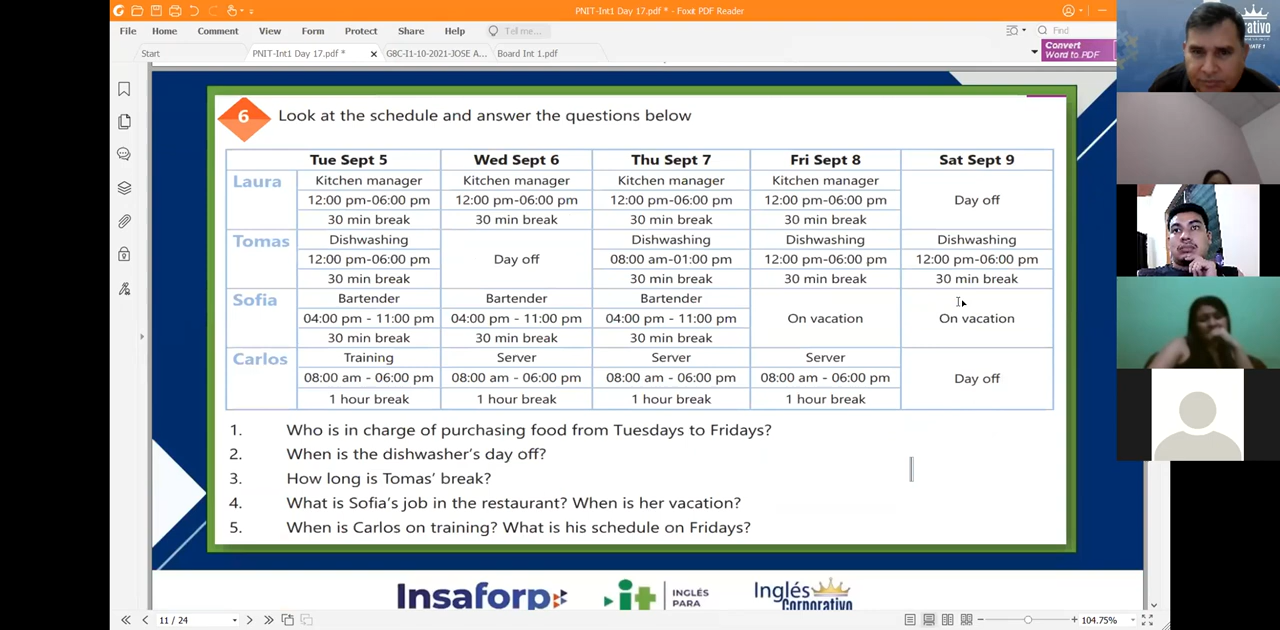 PNIT-Int1 Day 17.pdf * - Foxit PDF Reader
File Home Comment View Form Protect Share Help Tell me... Find
Start PNIT-Int1 Day 17.pdf * G8C-I1-10-2021-JOSE A... Board Int 1.pdf
Convert
Word to PDF
6 Look at the schedule and answer the questions below
Tue Sept 5 Wed Sept 6 Thu Sept 7 Fri Sept 8 Sat Sept 9
Laura Kitchen manager Kitchen manager Kitchen manager Kitchen manager
12:00 pm-06:00 pm 12:00 pm-06:00 pm 12:00 pm-06:00 pm 12:00 pm-06:00 pm Day off
30 min break 30 min break 30 min break 30 min break
Tomas Dishwashing Dishwashing Dishwashing Dishwashing
12:00 pm-06:00 pm Day off 08:00 am-01:00 pm 12:00 pm-06:00 pm 12:00 pm-06:00 pm
30 min break 30 min break 30 min break 30 min break
Sofia Bartender Bartender Bartender
04:00 pm - 11:00 pm 04:00 pm - 11:00 pm 04:00 pm - 11:00 pm On vacation On vacation
30 min break 30 min break 30 min break
Carlos Training Server Server Server
08:00 am - 06:00 pm 08:00 am - 06:00 pm 08:00 am - 06:00 pm 08:00 am - 06:00 pm Day off
1 hour break 1 hour break 1 hour break 1 hour break
1. Who is in charge of purchasing food from Tuesdays to Fridays?
2. When is the dishwasher's day off?
3. How long is Tomas' break?
4. What is Sofia's job in the restaurant? When is her vacation?
5. When is Carlos on training? What is his schedule on Fridays?
Insaforp it INGLÉS PARA Inglés Corporativo
11 / 24 104.75%